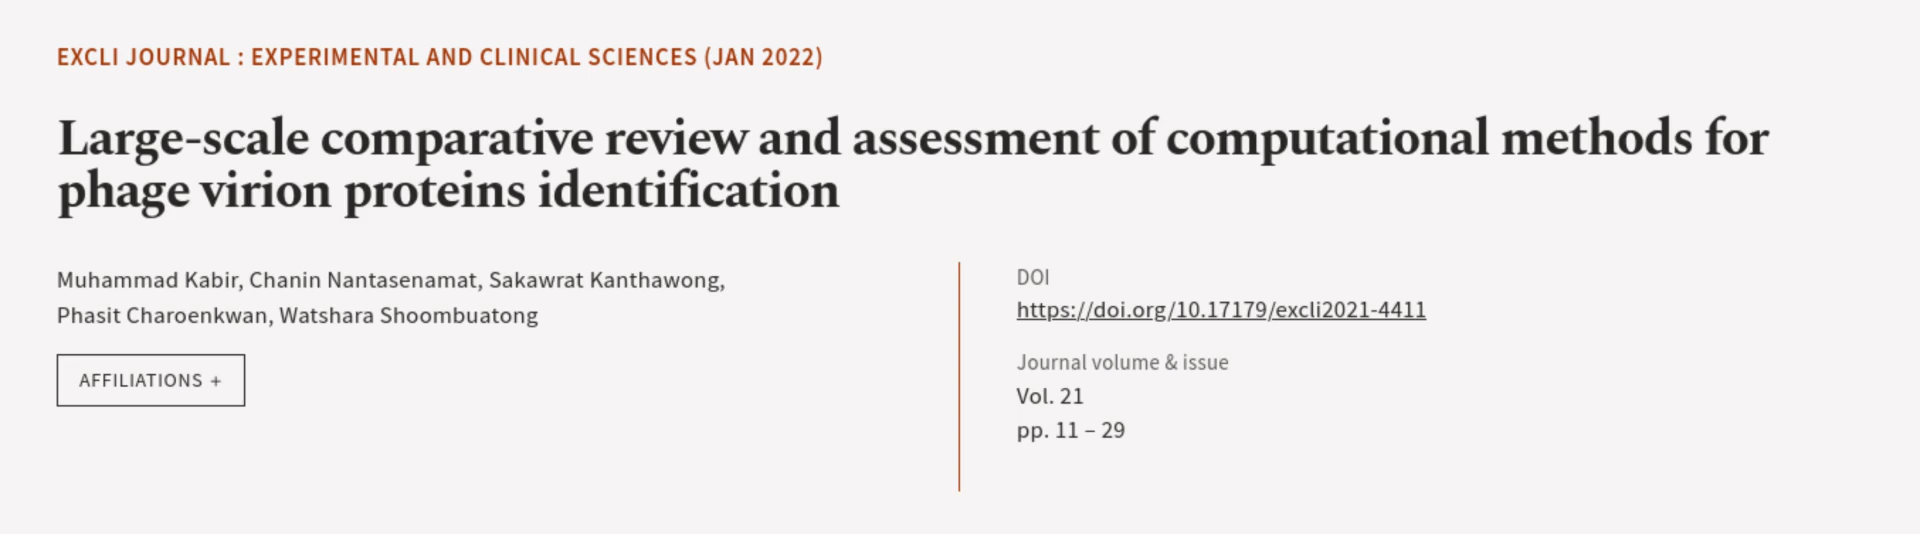 EXCLI JOURNAL : EXPERIMENTAL AND CLINICAL SCIENCES (JAN 2022)
Large-scale comparative review and assessment of computational methods for
phage virion proteins identification
Muhammad Kabir, Chanin Nantasenamat, Sakawrat Kanthawong,
Phasit Charoenkwan, Watshara Shoombuatong
AFFILIATIONS +
DOI
https://doi.org/10.17179/excli2021-4411
Journal volume & issue
Vol. 21
pp. 11 – 29